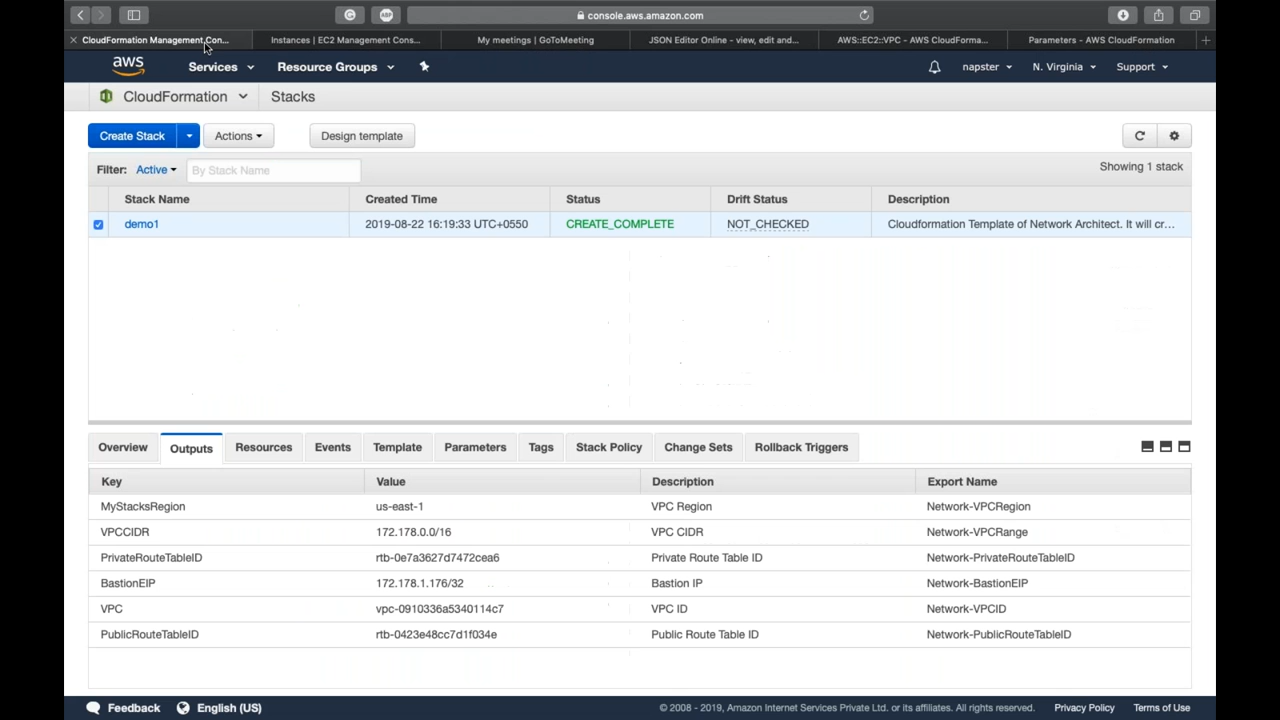 console.aws.amazon.com
CloudFormation Management Con... Instances | EC2 Management Cons... My meetings | GoToMeeting JSON Editor Online - view, edit and... AWS::EC2::VPC - AWS CloudForma... Parameters - AWS CloudFormation
aws Services Resource Groups napster N. Virginia Support
CloudFormation Stacks
Create Stack Actions Design template
Filter: Active By Stack Name Showing 1 stack
Stack Name Created Time Status Drift Status Description
demo1 2019-08-22 16:19:33 UTC+0550 CREATE_COMPLETE NOT_CHECKED Cloudformation Template of Network Architect. It will cr...
Overview Outputs Resources Events Template Parameters Tags Stack Policy Change Sets Rollback Triggers
Key Value Description Export Name
MyStacksRegion us-east-1 VPC Region Network-VPCRegion
VPCCIDR 172.178.0.0/16 VPC CIDR Network-VPCRange
PrivateRouteTableID rtb-0e7a3627d7472cea6 Private Route Table ID Network-PrivateRouteTableID
BastionEIP 172.178.1.176/32 Bastion IP Network-BastionEIP
VPC vpc-0910336a5340114c7 VPC ID Network-VPCID
PublicRouteTableID rtb-0423e48cc7d1f034e Public Route Table ID Network-PublicRouteTableID
Feedback English (US) © 2008 - 2019, Amazon Internet Services Private Ltd. or its affiliates. All rights reserved. Privacy Policy Terms of Use